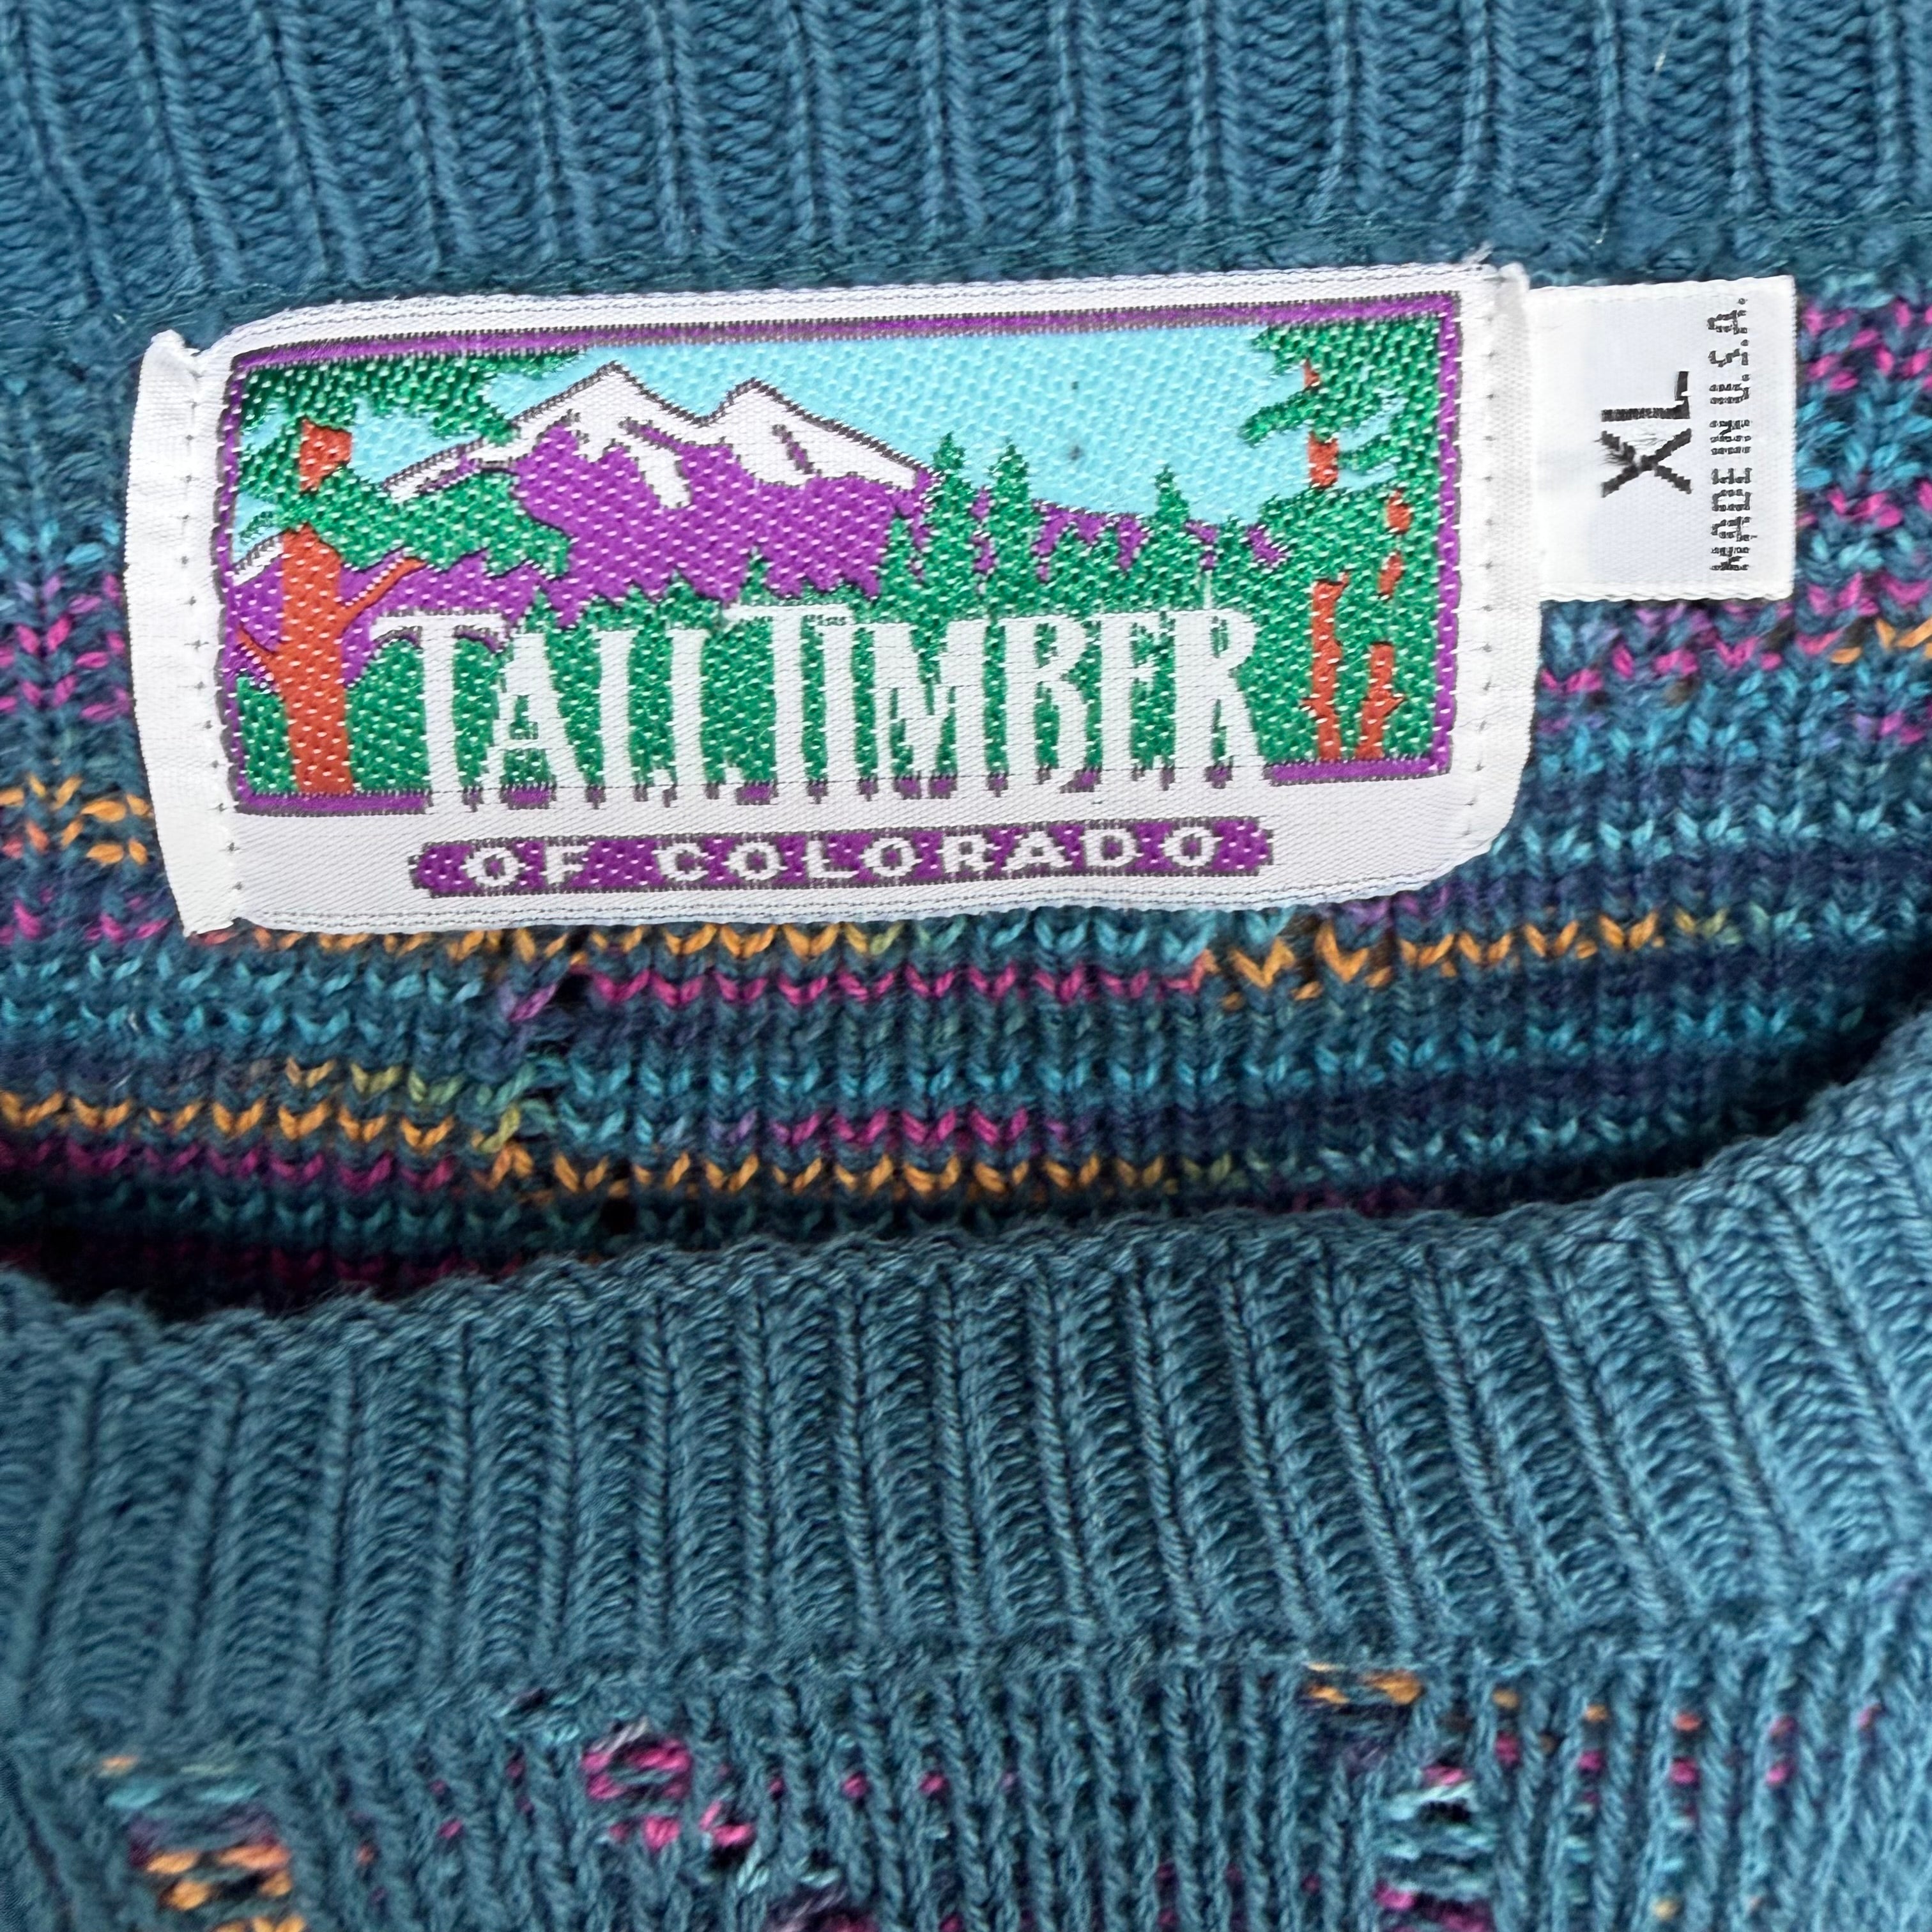 TALL TIMBER
OF COLORADO
XL
MADE IN U.S.A.